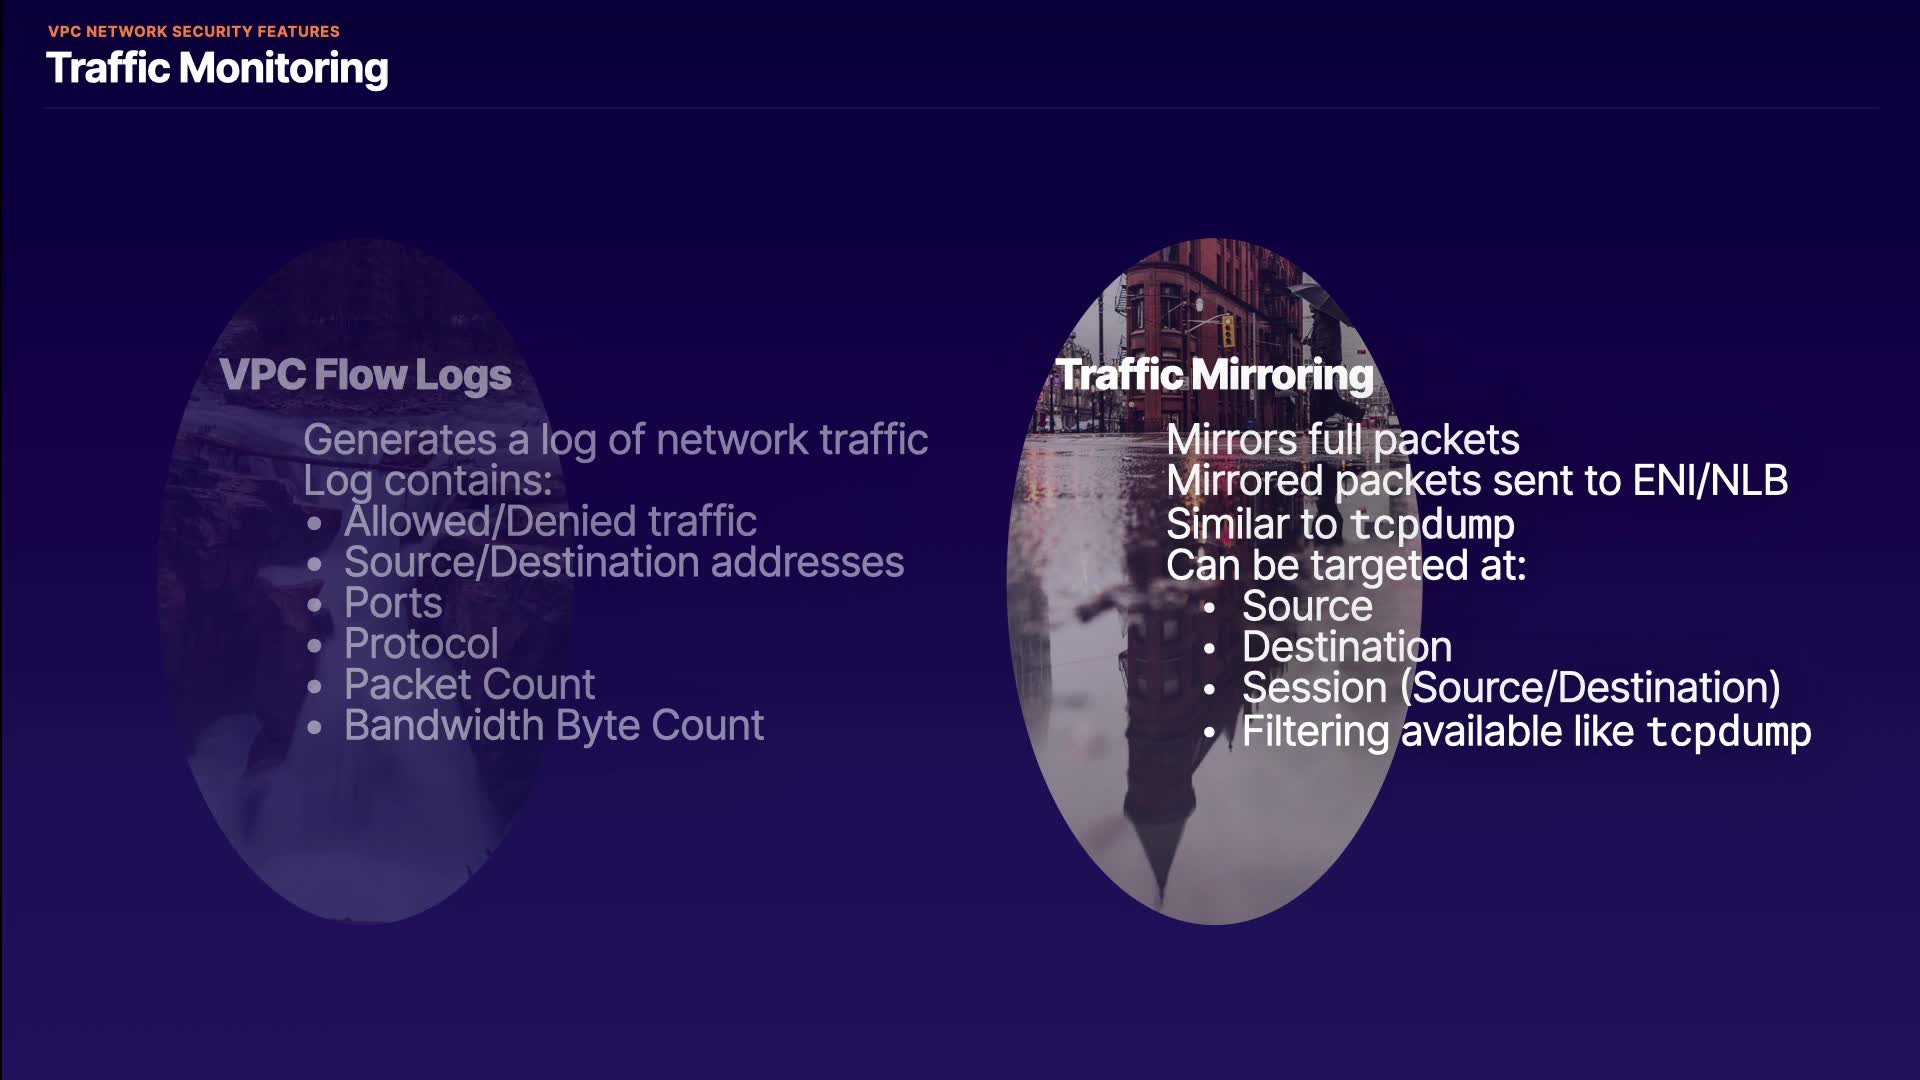 VPC NETWORK SECURITY FEATURES
Traffic Monitoring
VPC Flow Logs
Generates a log of network traffic
Log contains:
• Allowed/Denied traffic
• Source/Destination addresses
• Ports
• Protocol
• Packet Count
• Bandwidth Byte Count
Traffic Mirroring
Mirrors full packets
Mirrored packets sent to ENI/NLB
Similar to tcpdump
Can be targeted at:
• Source
• Destination
• Session (Source/Destination)
• Filtering available like tcpdump